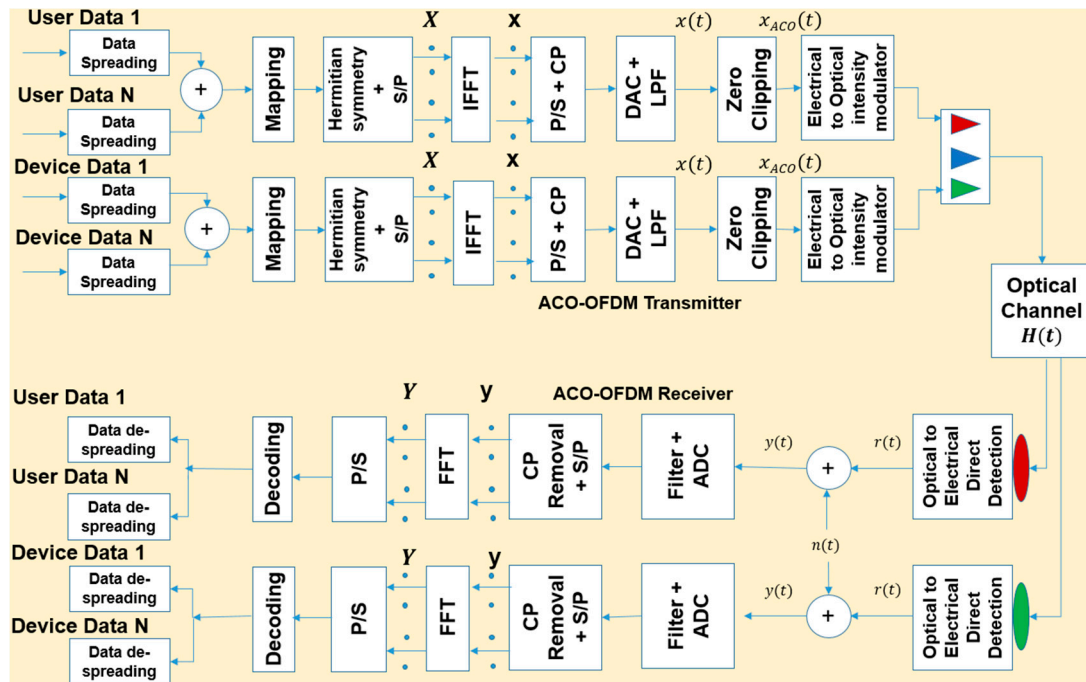 User Data 1
Data
Spreading
User Data N
Data
Spreading
+
Mapping
Hermitian
symmetry
+
S/P
X
IFFT
x
P/S + CP
DAC +
LPF
x(t)
Zero
Clipping
x_ACO(t)
Electrical
to Optical
intensity
modulator
Device Data 1
Data
Spreading
Device Data N
Data
Spreading
+
Mapping
Hermitian
symmetry
+
S/P
X
IFFT
x
P/S + CP
DAC +
LPF
x(t)
Zero
Clipping
x_ACO(t)
Electrical
to Optical
intensity
modulator
ACO-OFDM Transmitter
Optical
Channel
H(t)
ACO-OFDM Receiver
User Data 1
Data de-
spreading
User Data N
Data de-
spreading
Decoding
P/S
Y
FFT
y
CP
Removal
+ S/P
Filter +
ADC
y(t)
+
r(t)
Optical to
Electrical
Direct
Detection
n(t)
Device Data 1
Data de-
spreading
Device Data N
Data de-
spreading
Decoding
P/S
Y
FFT
y
CP
Removal
+ S/P
Filter +
ADC
y(t)
+
r(t)
Optical to
Electrical
Direct
Detection